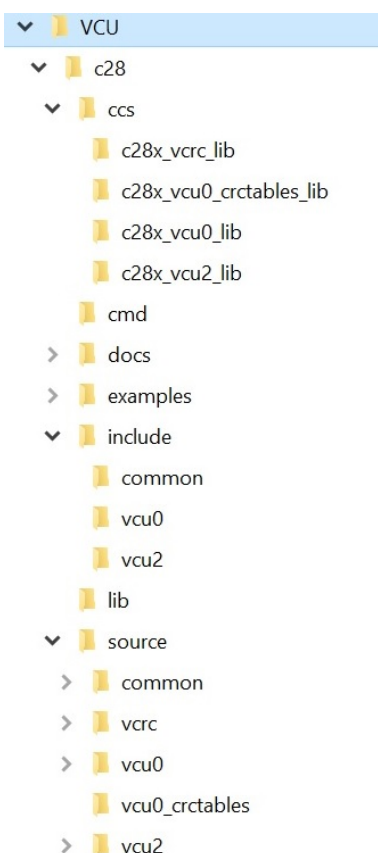 VCU
c28
ccs
c28x_vcrc_lib
c28x_vcu0_crctables_lib
c28x_vcu0_lib
c28x_vcu2_lib
cmd
docs
examples
include
common
vcu0
vcu2
lib
source
common
vcrc
vcu0
vcu0_crctables
vcu2